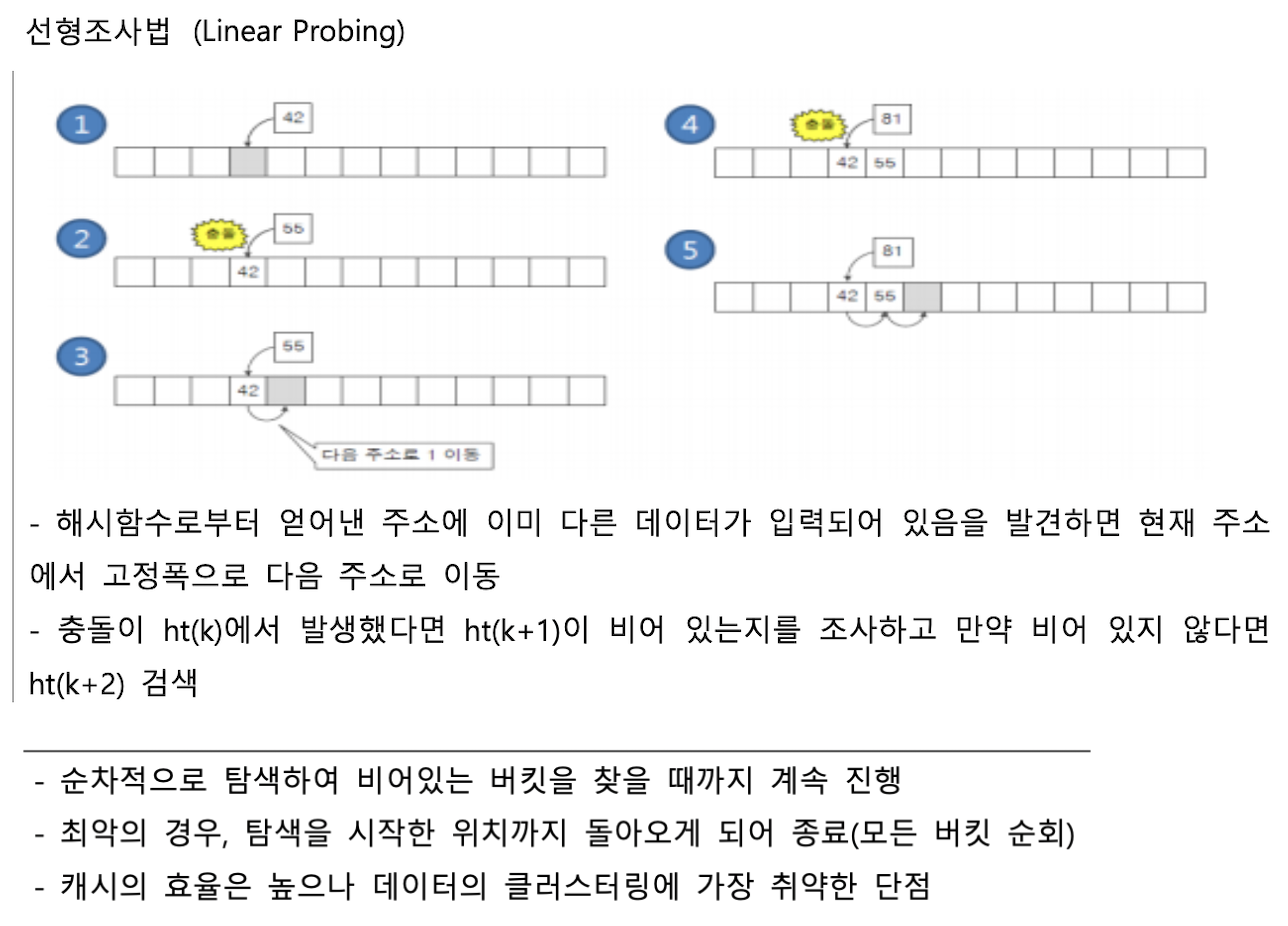 선형조사법 (Linear Probing)
1
42
2
충돌
55
42
3
55
42
다음 주소로 1 이동
4
충돌
81
42 55
5
81
42 55
- 해시함수로부터 얻어낸 주소에 이미 다른 데이터가 입력되어 있음을 발견하면 현재 주소
에서 고정폭으로 다음 주소로 이동
- 충돌이 ht(k)에서 발생했다면 ht(k+1)이 비어 있는지를 조사하고 만약 비어 있지 않다면
ht(k+2) 검색
- 순차적으로 탐색하여 비어있는 버킷을 찾을 때까지 계속 진행
- 최악의 경우, 탐색을 시작한 위치까지 돌아오게 되어 종료(모든 버킷 순회)
- 캐시의 효율은 높으나 데이터의 클러스터링에 가장 취약한 단점